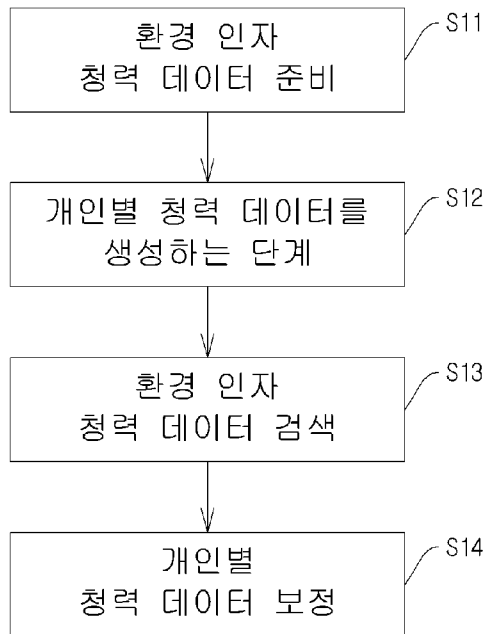 환경 인자
청력 데이터 준비
S11
개인별 청력 데이터를
생성하는 단계
S12
환경 인자
청력 데이터 검색
S13
개인별
청력 데이터 보정
S14